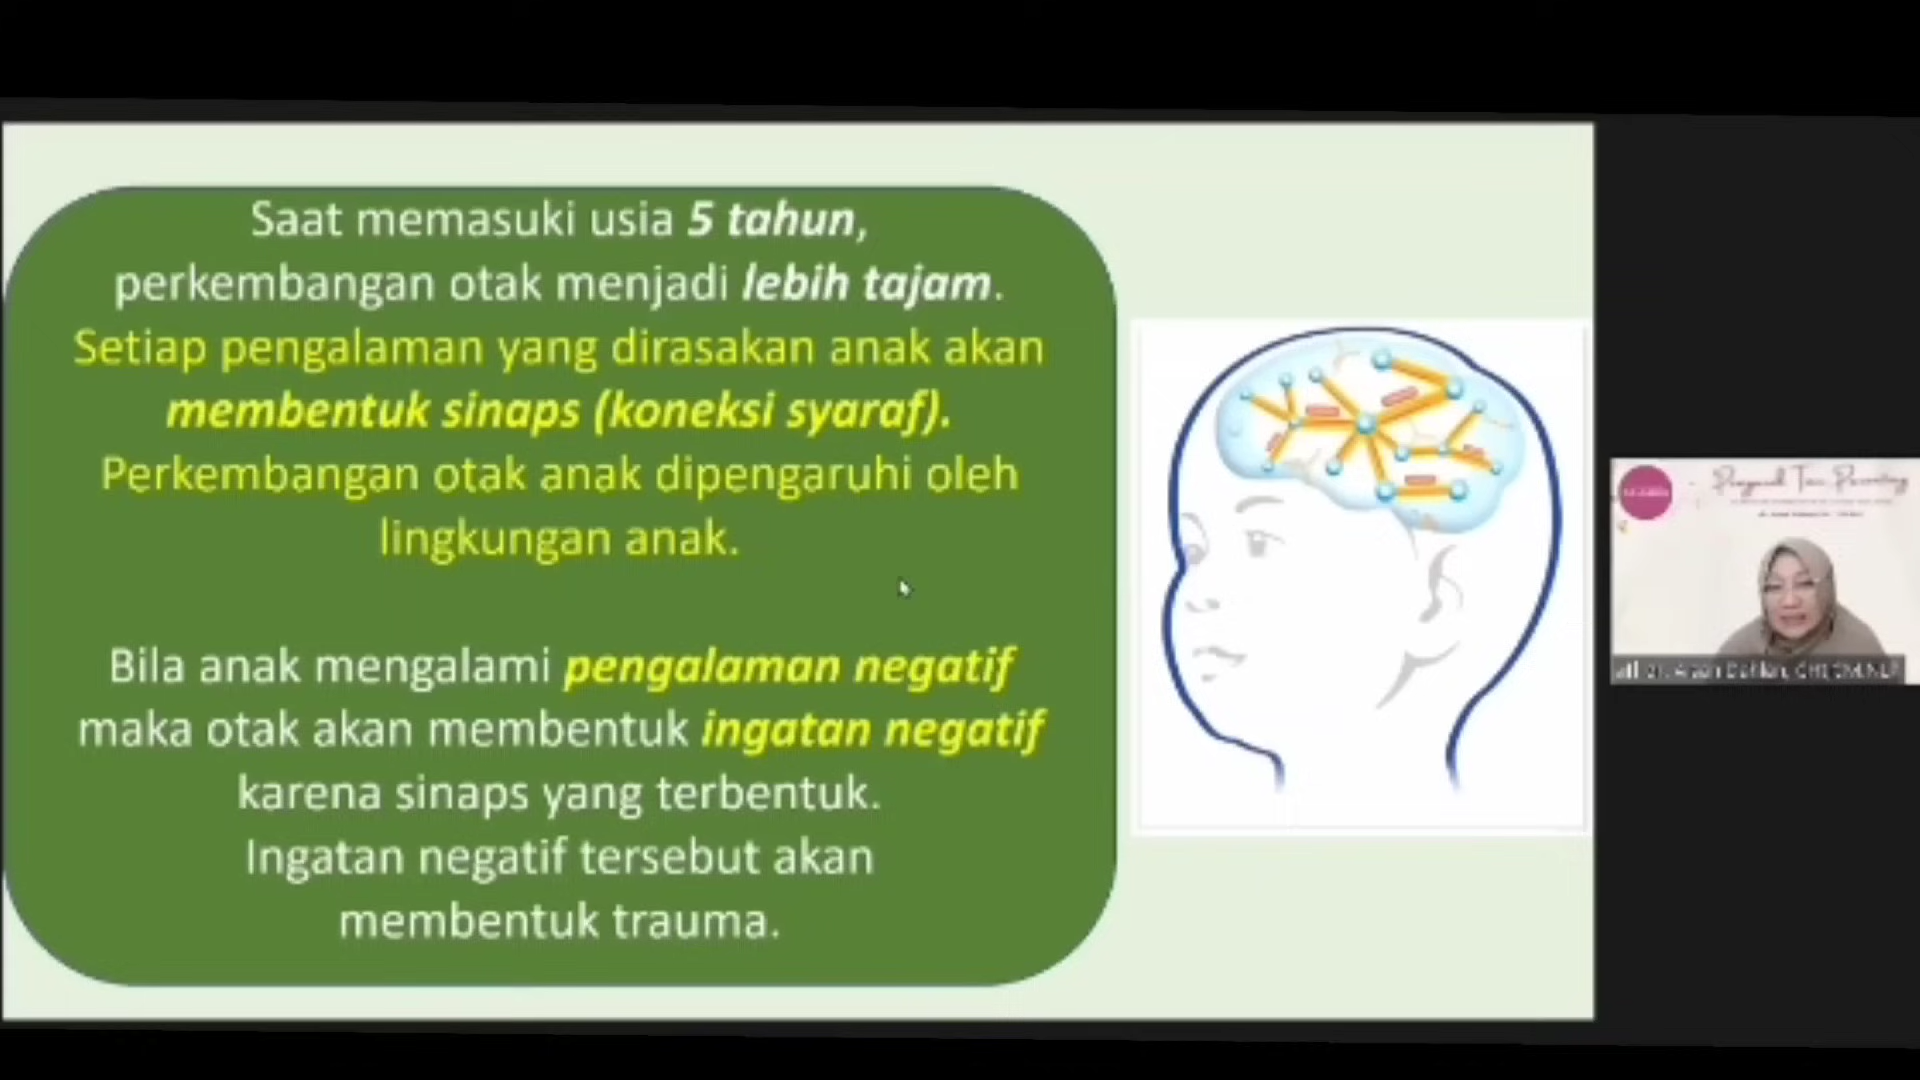 Saat memasuki usia 5 tahun,
perkembangan otak menjadi lebih tajam.
Setiap pengalaman yang dirasakan anak akan
membentuk sinaps (koneksi syaraf).
Perkembangan otak anak dipengaruhi oleh
lingkungan anak.
Bila anak mengalami pengalaman negatif
maka otak akan membentuk ingatan negatif
karena sinaps yang terbentuk.
Ingatan negatif tersebut akan
membentuk trauma.